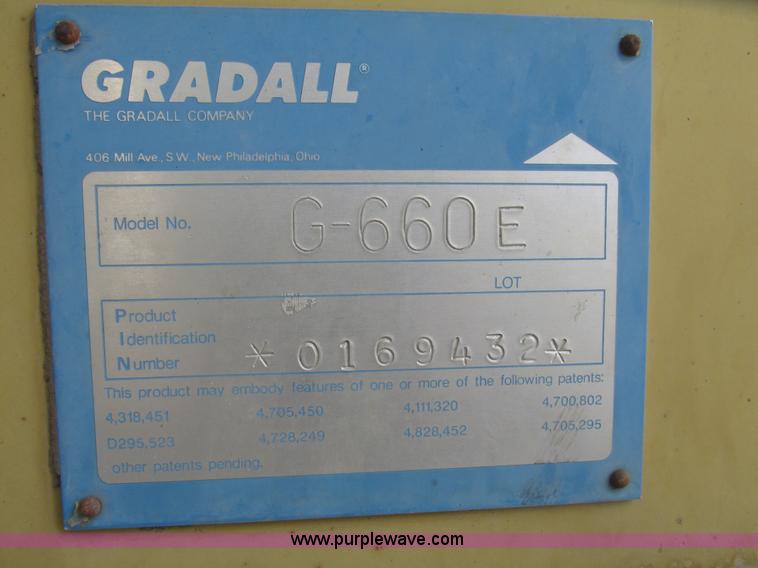 GRADALL®
THE GRADALL COMPANY
406 Mill Ave., S.W., New Philadelphia, Ohio
Model No. G-660E
LOT
Product
Identification
Number *0169432*
This product may embody features of one or more of the following patents:
4,318,451 4,705,450 4,111,320 4,700,802
D295,523 4,728,249 4,828,452 4,705,295
other patents pending.
www.purplewave.com